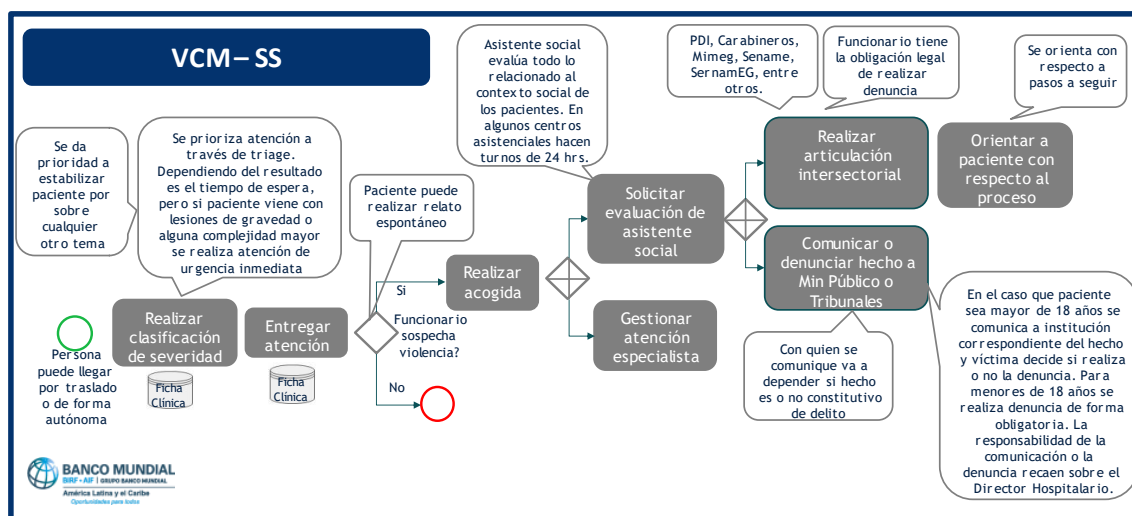 VCM – SS
Se da
prioridad a
estabilizar
paciente por
sobre
cualquier
otro tema
Se prioriza atención a
través de triage.
Dependiendo del resultado
es el tiempo de espera,
pero si paciente viene con
lesiones de gravedad o
alguna complejidad mayor
se realiza atención de
urgencia inmediata
Paciente puede
realizar relato
espontáneo
Asistente social
evalúa todo lo
relacionado al
contexto social de
los pacientes. En
algunos centros
asistenciales hacen
turnos de 24 hrs.
PDI, Carabineros,
Mimeg, Sename,
SernamEG, entre
otros.
Funcionario tiene
la obligación legal
de realizar
denuncia
Se orienta con
respecto a
pasos a seguir
Persona
puede llegar
por traslado
o de forma
autónoma
Realizar
clasificación
de severidad
Ficha
Clínica
Entregar
atención
Ficha
Clínica
Funcionario
sospecha
violencia?
Si
No
Realizar
acogida
Solicitar
evaluación de
asistente
social
Gestionar
atención
especialista
Realizar
articulación
intersectorial
Orientar a
paciente con
respecto al
proceso
Comunicar o
denunciar hecho a
Min Público o
Tribunales
Con quien se
comunique va a
depender si hecho
es o no constitutivo
de delito
En el caso que paciente
sea mayor de 18 años se
comunica a institución
correspondiente del hecho
y víctima decide si realiza
o no la denuncia. Para
menores de 18 años se
realiza denuncia de forma
obligatoria. La
responsabilidad de la
comunicación o la
denuncia recaen sobre el
Director Hospitalario.
BANCO MUNDIAL
BIRF • AIF | GRUPO BANCO MUNDIAL
América Latina y el Caribe
Oportunidades para todos